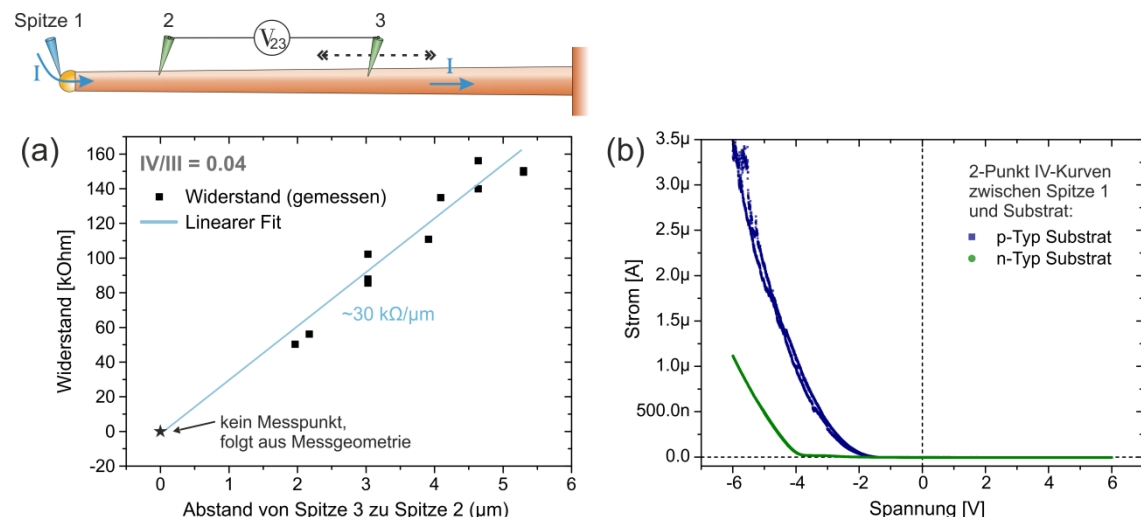 Spitze 1
2
3
V23
I
I
(a)
IV/III = 0.04
Widerstand (gemessen)
Linearer Fit
~30 kΩ/µm
kein Messpunkt,
folgt aus Messgeometrie
Widerstand [kOhm]
160
140
120
100
80
60
40
20
0
-20
0
1
2
3
4
5
6
Abstand von Spitze 3 zu Spitze 2 (µm)
(b)
2-Punkt IV-Kurven
zwischen Spitze 1
und Substrat:
p-Typ Substrat
n-Typ Substrat
Strom [A]
3.5µ
3.0µ
2.5µ
2.0µ
1.5µ
1.0µ
500.0n
0.0
-6
-4
-2
0
2
4
6
Spannung [V]